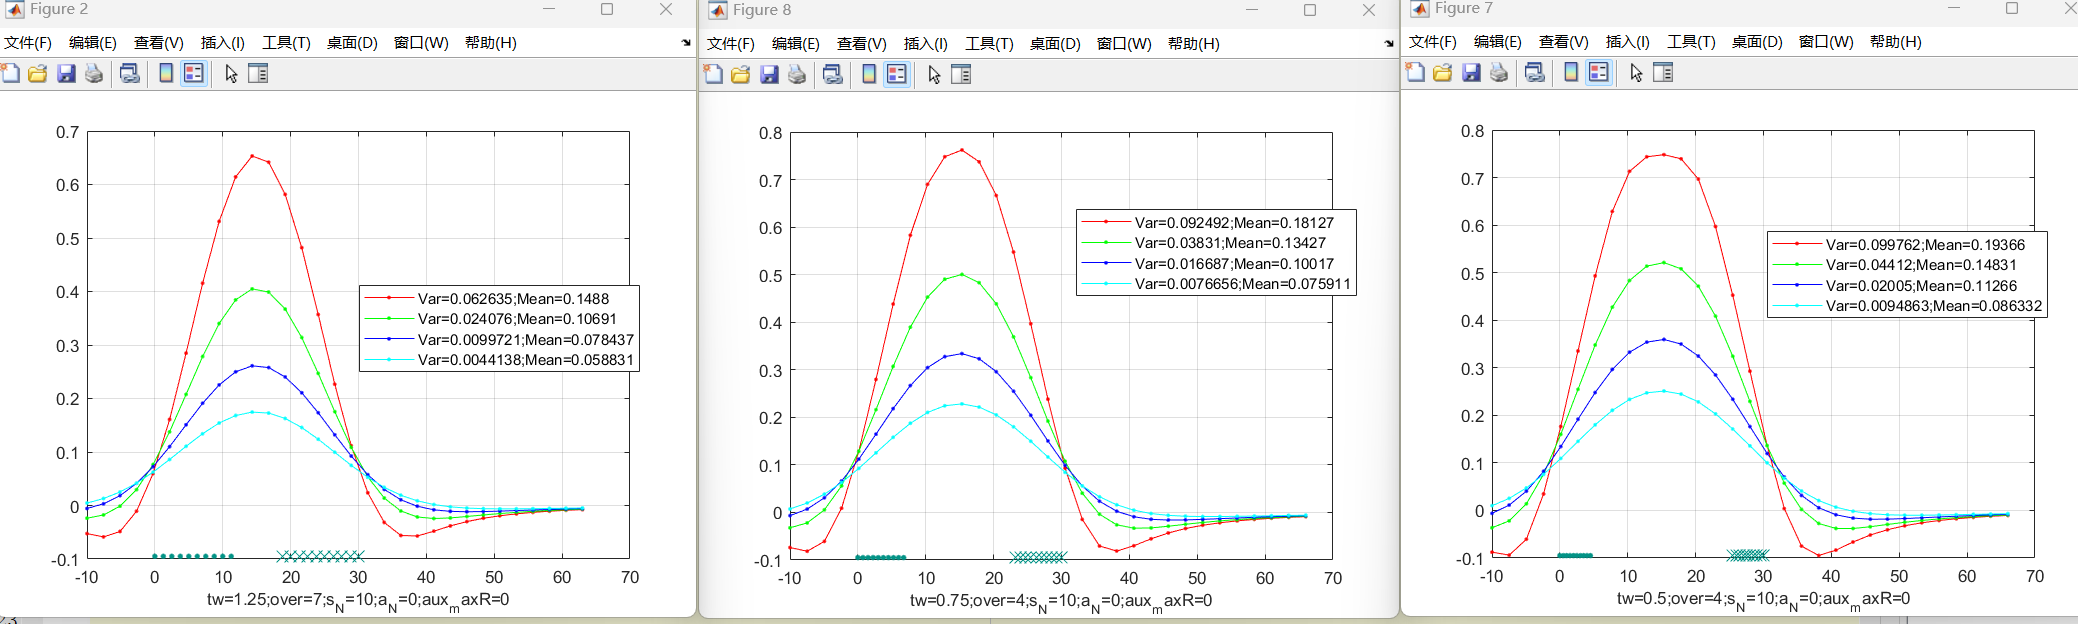 Figure 2
文件(F) 编辑(E) 查看(V) 插入(I) 工具(T) 桌面(D) 窗口(W) 帮助(H)
0.7
0.6
0.5
0.4
0.3
0.2
0.1
0
-0.1
-10 0 10 20 30 40 50 60 70
Var=0.062635;Mean=0.1488
Var=0.024076;Mean=0.10691
Var=0.0099721;Mean=0.078437
Var=0.0044138;Mean=0.058831
tw=1.25;over=7;s_N=10;a_N=0;aux_maxR=0
Figure 8
文件(F) 编辑(E) 查看(V) 插入(I) 工具(T) 桌面(D) 窗口(W) 帮助(H)
0.8
0.7
0.6
0.5
0.4
0.3
0.2
0.1
0
-0.1
-10 0 10 20 30 40 50 60 70
Var=0.092492;Mean=0.18127
Var=0.03831;Mean=0.13427
Var=0.016687;Mean=0.10017
Var=0.0076656;Mean=0.075911
tw=0.75;over=4;s_N=10;a_N=0;aux_maxR=0
Figure 7
文件(F) 编辑(E) 查看(V) 插入(I) 工具(T) 桌面(D) 窗口(W) 帮助(H)
0.8
0.7
0.6
0.5
0.4
0.3
0.2
0.1
0
-0.1
-10 0 10 20 30 40 50 60 70
Var=0.099762;Mean=0.19366
Var=0.04412;Mean=0.14831
Var=0.02005;Mean=0.11266
Var=0.0094863;Mean=0.086332
tw=0.5;over=4;s_N=10;a_N=0;aux_maxR=0